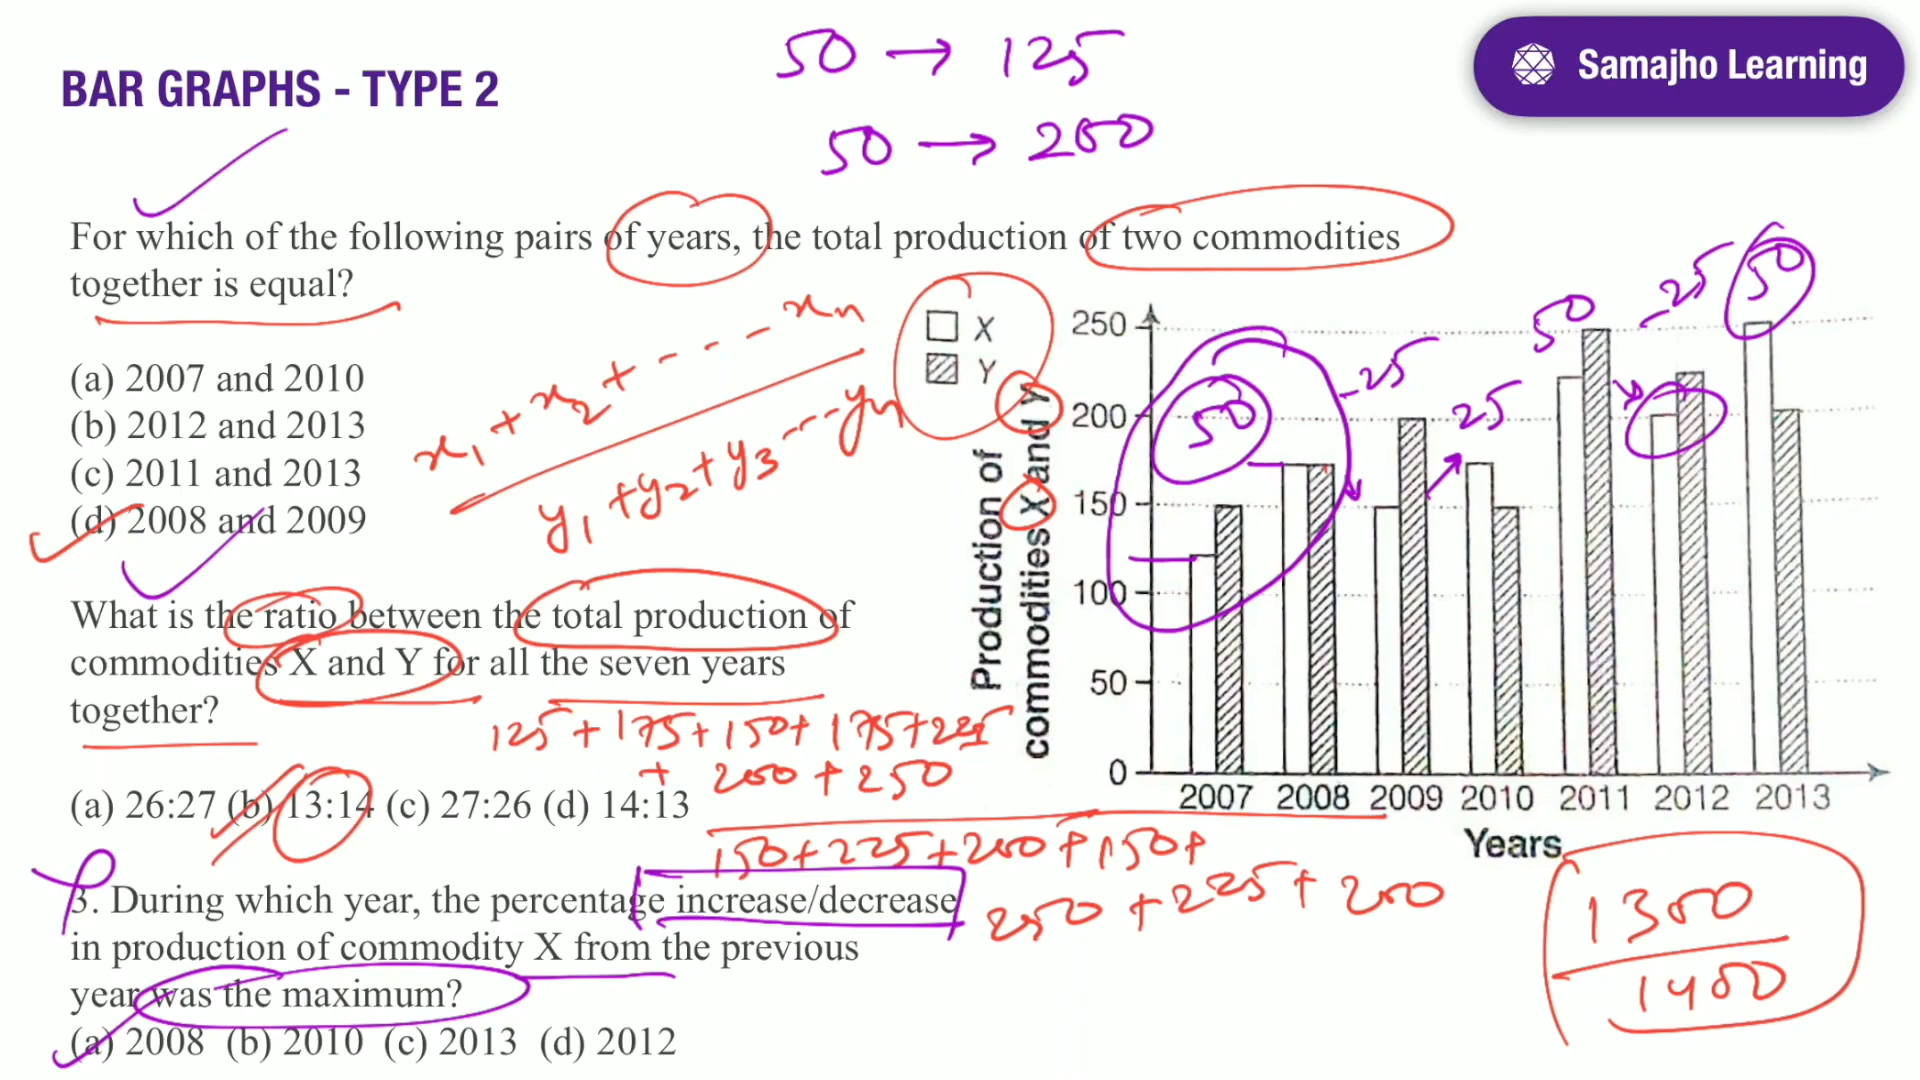 BAR GRAPHS - TYPE 2
Samajho Learning
50 → 125
50 → 200
For which of the following pairs of years, the total production of two commodities
together is equal?
(a) 2007 and 2010
(b) 2012 and 2013
(c) 2011 and 2013
(d) 2008 and 2009
x1 + x2 + - - - - xn
y1 + y2 + y3 - - - yn
What is the ratio between the total production of
commodities X and Y for all the seven years
together?
125 + 175 + 150 + 175 + 225
+ 200 + 250
(a) 26:27 (b) 13:14 (c) 27:26 (d) 14:13
150 + 225 + 200 + 150 +
250 + 225 + 200
3. During which year, the percentage increase/decrease
in production of commodity X from the previous
year was the maximum?
(a) 2008 (b) 2010 (c) 2013 (d) 2012
X
Y
Production of
commodities X and Y
250
200
150
100
50
0
50
-25
25
50
-25
50
2007 2008 2009 2010 2011 2012 2013
Years
1300
1400